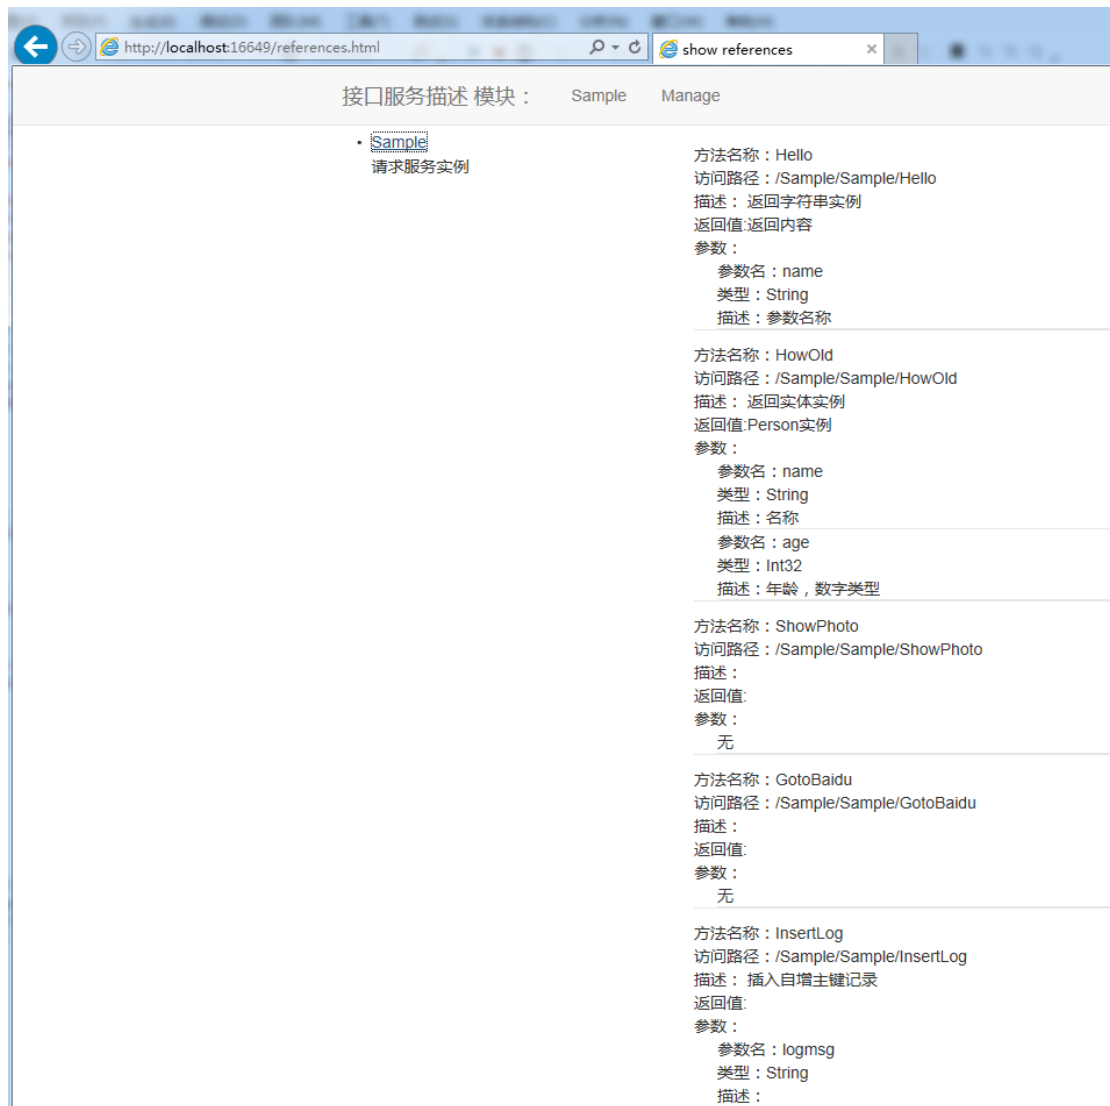 http://localhost:16649/references.html
show references
接口服务描述 模块： Sample Manage
Sample
请求服务实例
方法名称：Hello
访问路径：/Sample/Sample/Hello
描述： 返回字符串实例
返回值:返回内容
参数：
参数名：name
类型：String
描述：参数名称
方法名称：HowOld
访问路径：/Sample/Sample/HowOld
描述： 返回实体实例
返回值:Person实例
参数：
参数名：name
类型：String
描述：名称
参数名：age
类型：Int32
描述：年龄，数字类型
方法名称：ShowPhoto
访问路径：/Sample/Sample/ShowPhoto
描述：
返回值:
参数：
无
方法名称：GotoBaidu
访问路径：/Sample/Sample/GotoBaidu
描述：
返回值:
参数：
无
方法名称：InsertLog
访问路径：/Sample/Sample/InsertLog
描述： 插入自增主键记录
返回值:
参数：
参数名：logmsg
类型：String
描述：